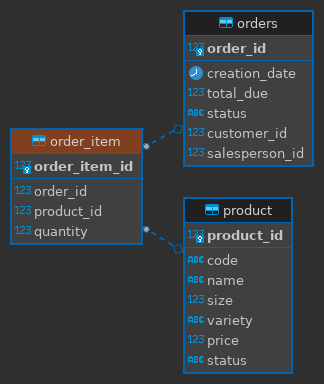 orders
123 order_id
creation_date
123 total_due
ABC status
123 customer_id
123 salesperson_id
order_item
123 order_item_id
123 order_id
123 product_id
123 quantity
product
123 product_id
ABC code
ABC name
123 size
ABC variety
123 price
ABC status